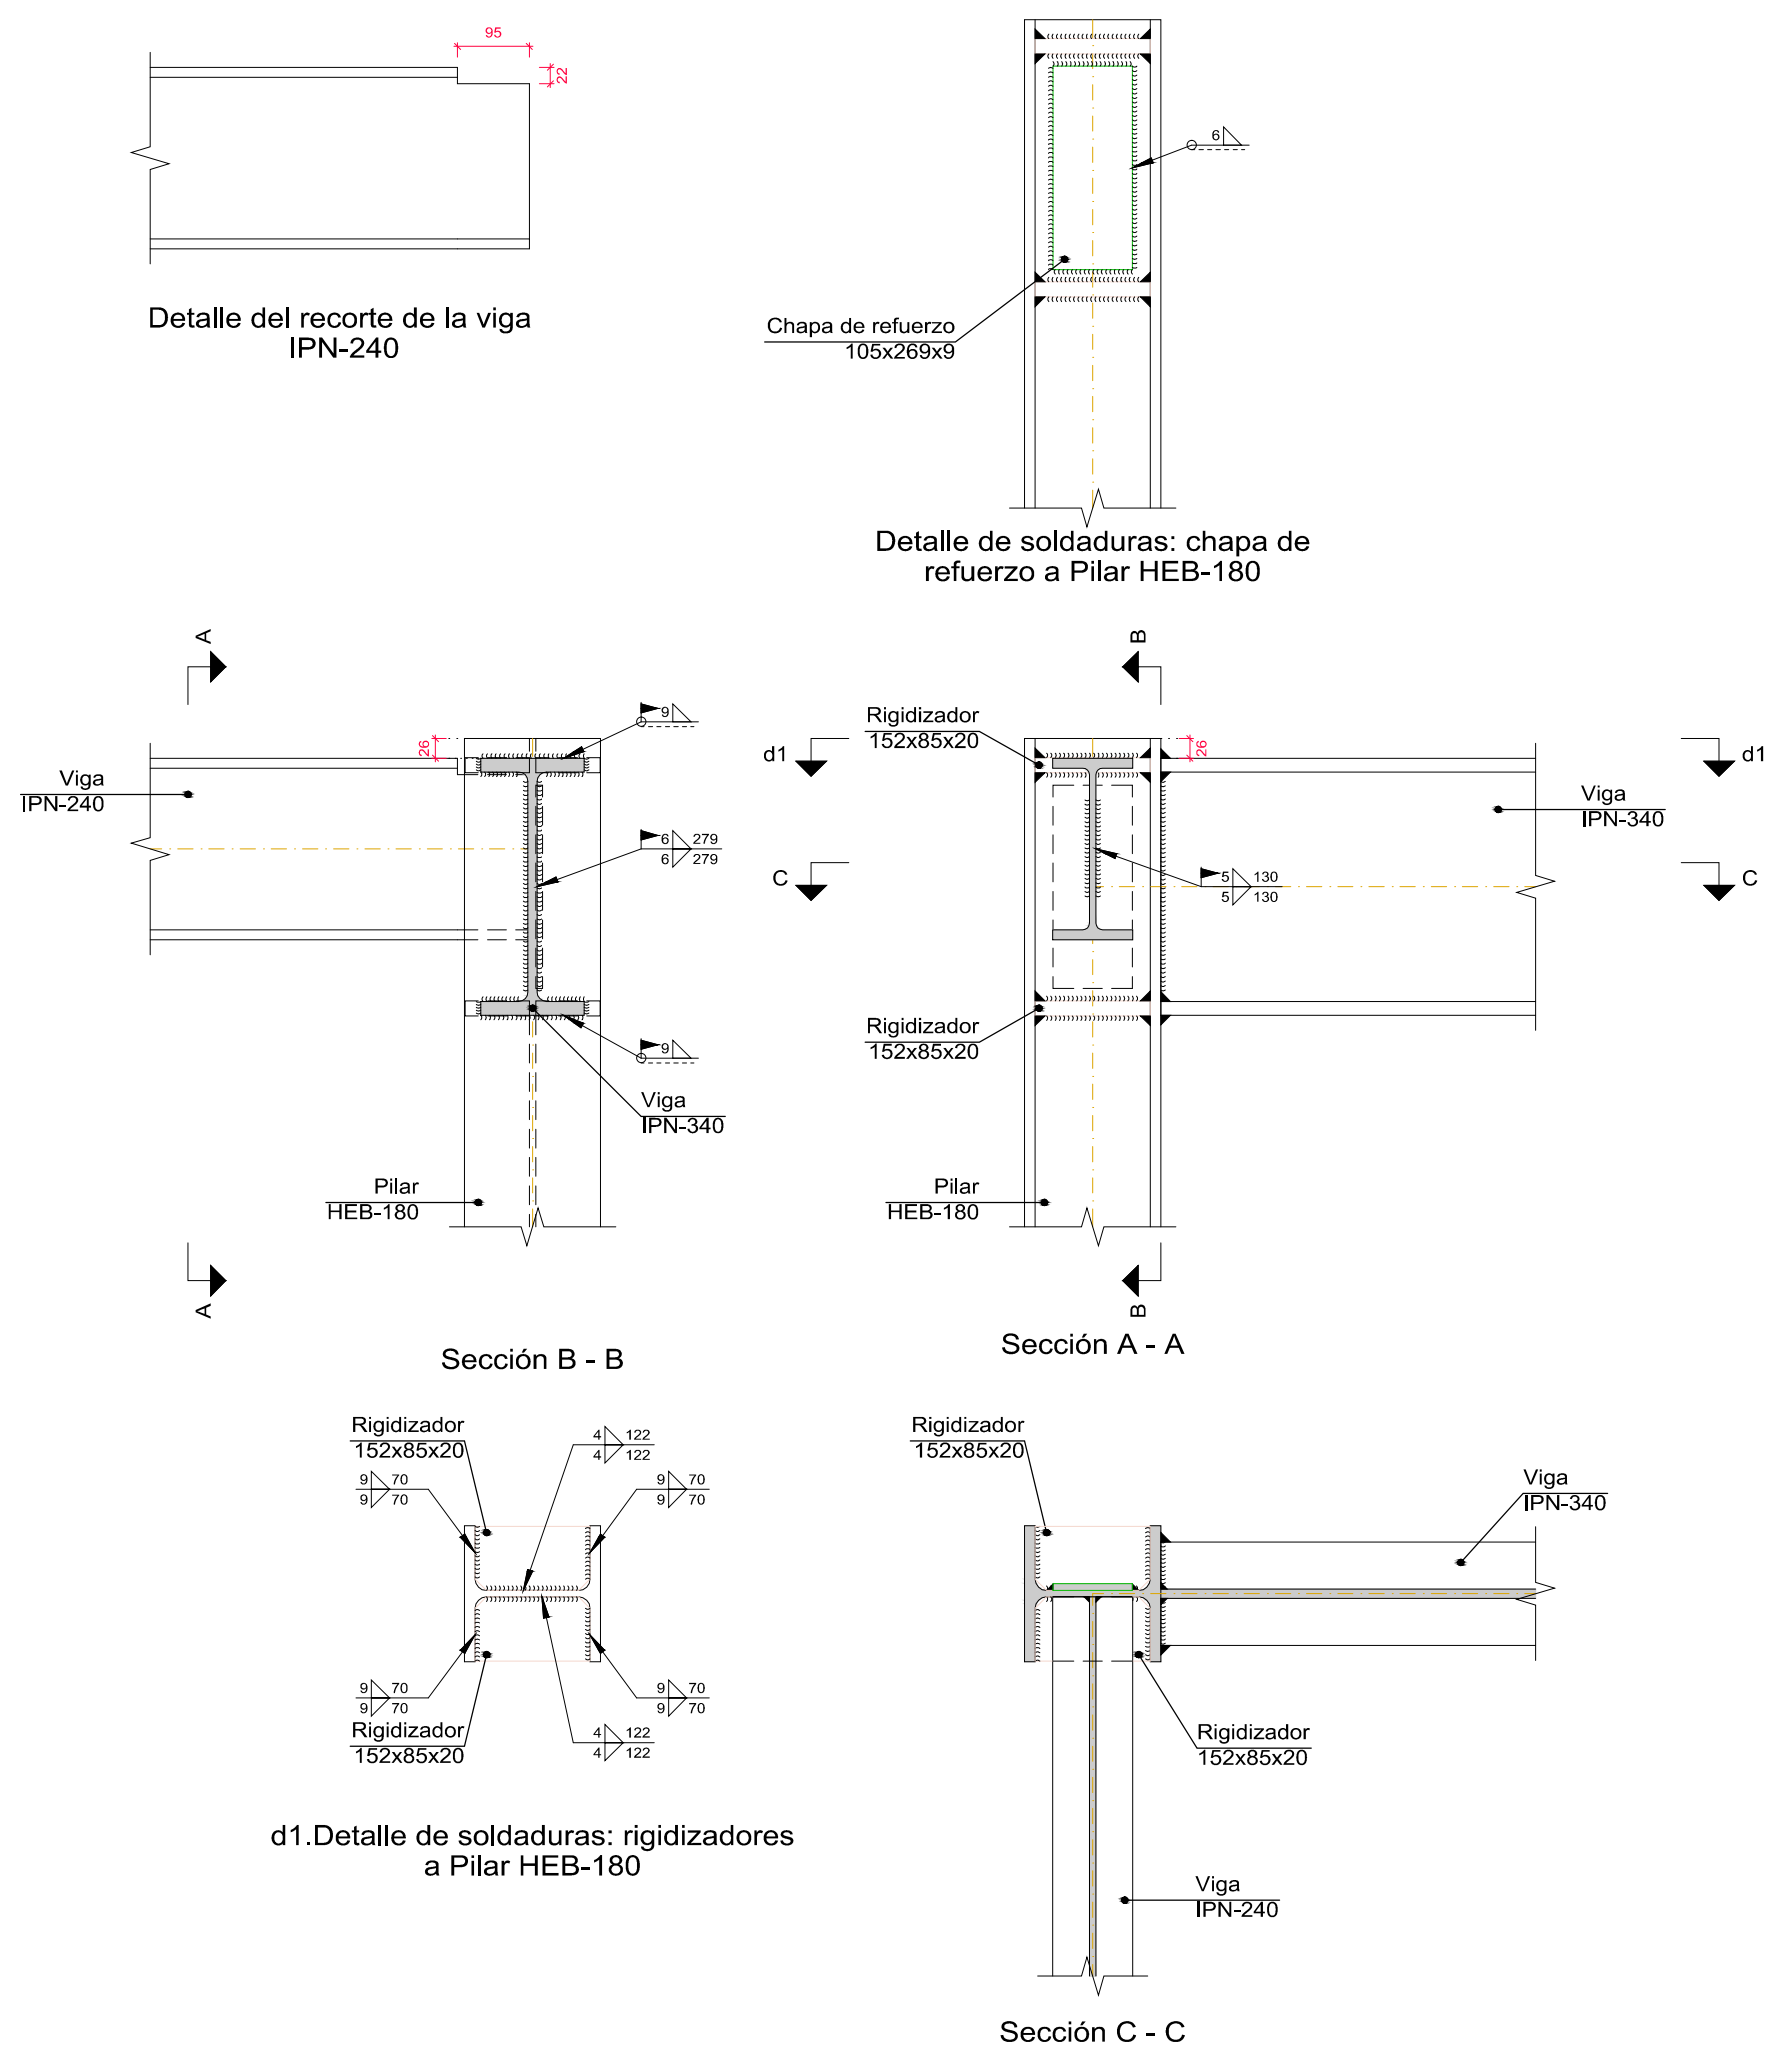 95
22
Detalle del recorte de la viga
IPN-240
6
Chapa de refuerzo
105x269x9
Detalle de soldaduras: chapa de
refuerzo a Pilar HEB-180
A
26
9
Viga
IPN-240
6 279
6 279
9
Viga
IPN-340
Pilar
HEB-180
A
Sección B - B
B
Rigidizador
152x85x20
d1
26
d1
Viga
IPN-340
C
5 130
5 130
C
Rigidizador
152x85x20
Pilar
HEB-180
B
Sección A - A
Rigidizador
152x85x20
4 122
4 122
9 70
9 70
9 70
9 70
9 70
9 70
9 70
9 70
Rigidizador
152x85x20
4 122
4 122
d1.Detalle de soldaduras: rigidizadores
a Pilar HEB-180
Rigidizador
152x85x20
Viga
IPN-340
Rigidizador
152x85x20
Viga
IPN-240
Sección C - C